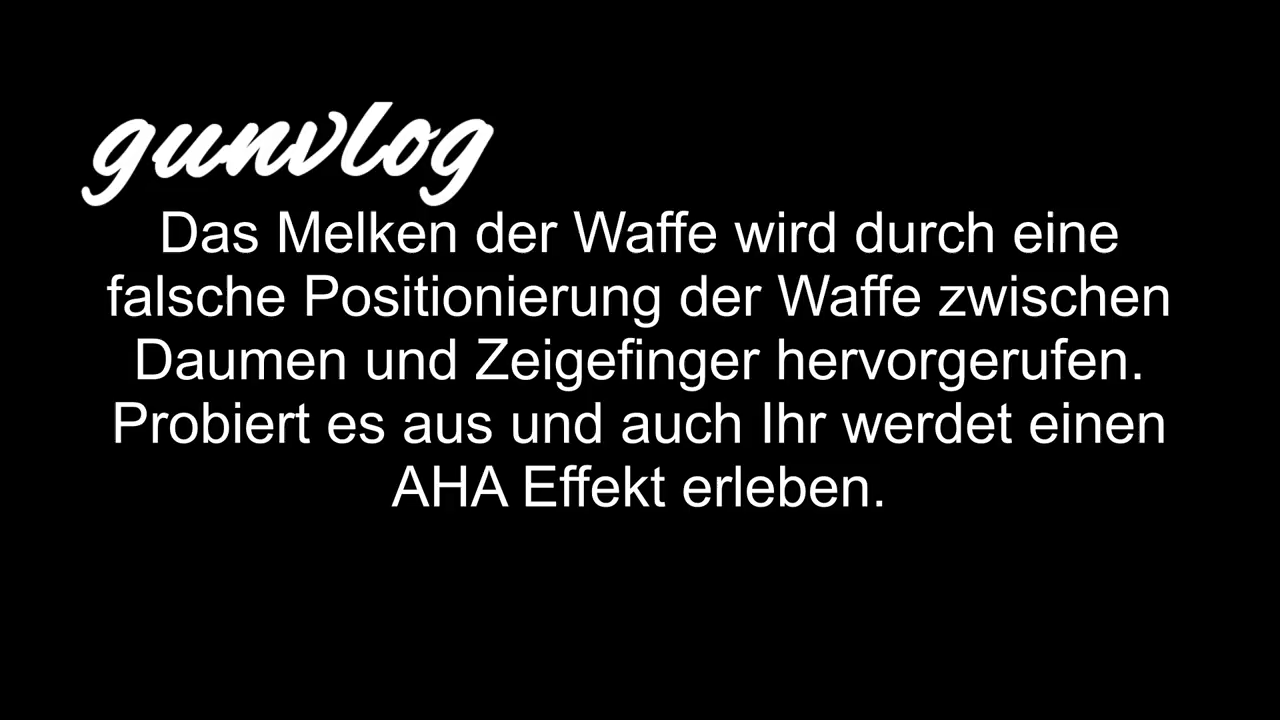 gunvlog
Das Melken der Waffe wird durch eine
falsche Positionierung der Waffe zwischen
Daumen und Zeigefinger hervorgerufen.
Probiert es aus und auch Ihr werdet einen
AHA Effekt erleben.